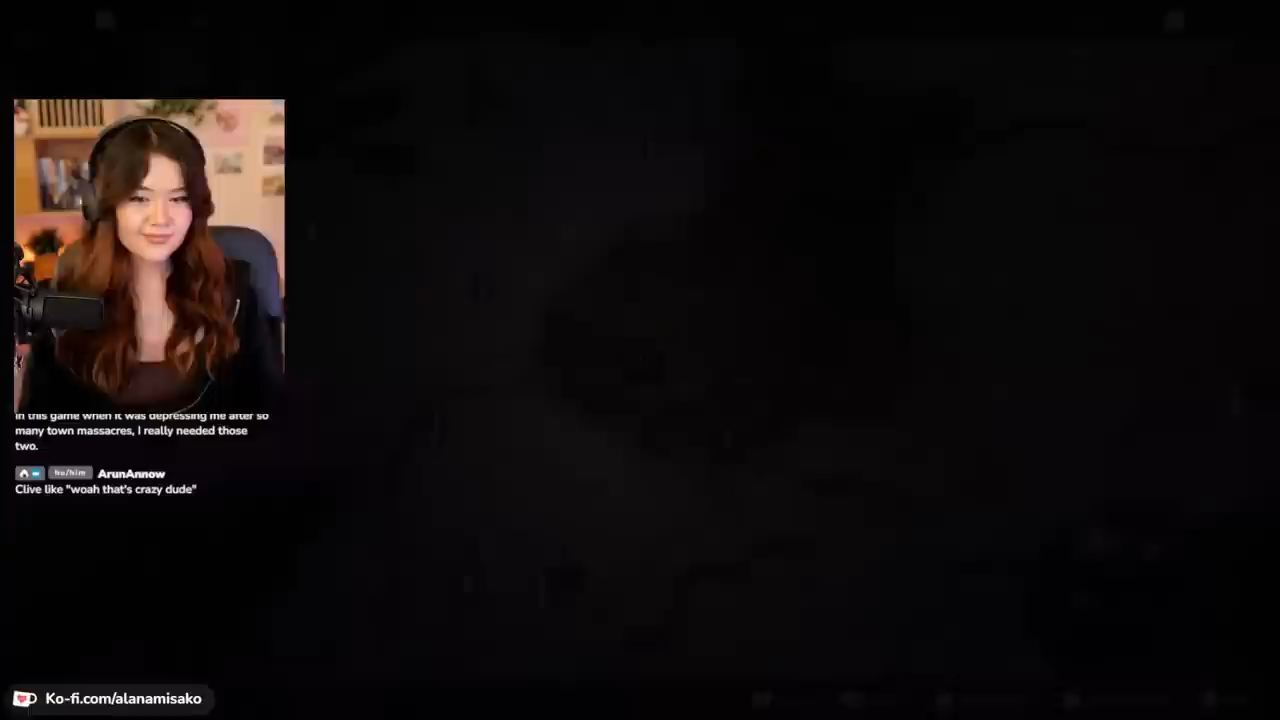 in this game when it was depressing me after so
many town massacres, I really needed those
two.
he/him ArunAnnow
Clive like "woah that's crazy dude"
Ko-fi.com/alanamisako